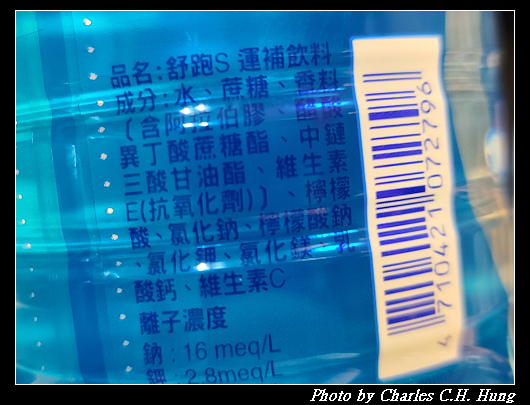 品名:舒跑S 運補飲料
成分:水、蔗糖、香料
(含阿拉伯膠、醋酸
異丁酸蔗糖酯、中鏈
三酸甘油酯、維生素
E(抗氧化劑))、檸檬
酸、氯化鈉、檸檬酸鈉
、氯化鉀、氯化鎂、乳
酸鈣、維生素C
離子濃度
鈉:16 meq/L
鉀:2.8meq/L
4 710421 072796
Photo by Charles C.H. Hung